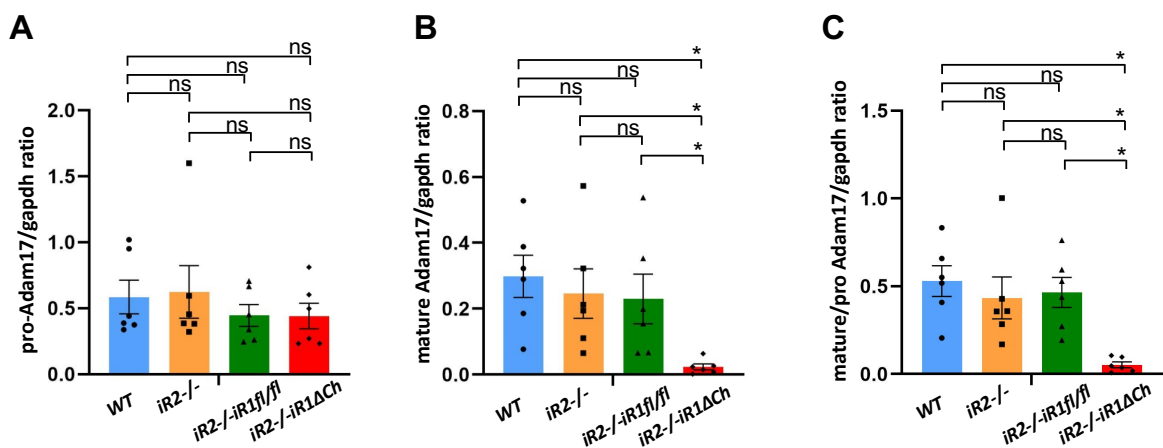 A
ns
ns
ns
ns
ns
ns
2.0
1.5
1.0
0.5
0.0
pro-Adam17/gapdh ratio
WT
iR2-/-
iR2-/-iR1fl/fl
iR2-/-iR1ΔCh
B
*
ns
ns
*
ns
*
0.8
0.6
0.4
0.2
0.0
mature Adam17/gapdh ratio
WT
iR2-/-
iR2-/-iR1fl/fl
iR2-/-iR1ΔCh
C
*
ns
ns
*
ns
*
1.5
1.0
0.5
0.0
mature/pro Adam17/gapdh ratio
WT
iR2-/-
iR2-/-iR1fl/fl
iR2-/-iR1ΔCh